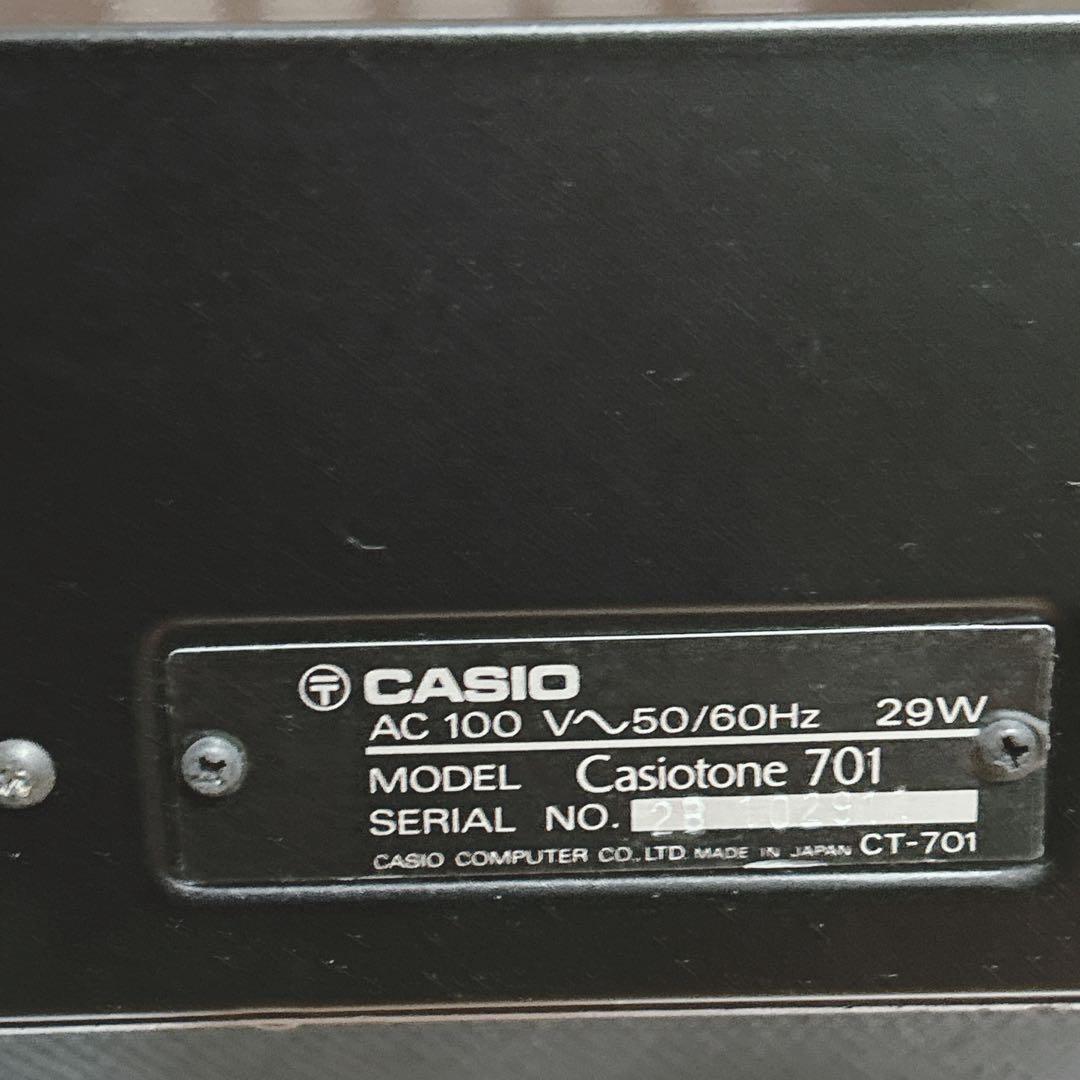 〒 CASIO
AC 100 V～50/60Hz 29W
MODEL Casiotone 701
SERIAL NO. 2B
CASIO COMPUTER CO., LTD. MADE IN JAPAN CT-701